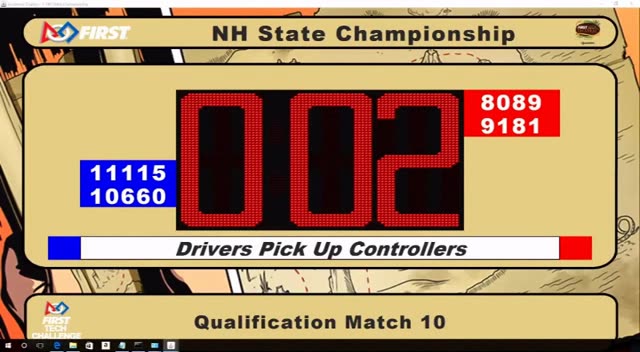 FIRST
NH State Championship
002
8089
9181
11115
10660
Drivers Pick Up Controllers
FIRST
TECH
CHALLENGE
Qualification Match 10